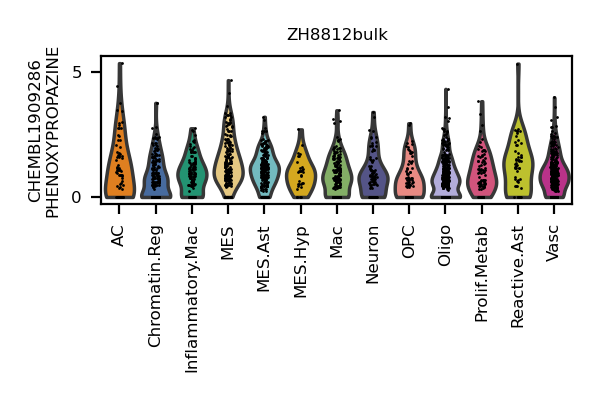 ZH8812bulk
CHEMBL1909286
PHENOXYPROPAZINE
5
0
AC
Chromatin.Reg
Inflammatory.Mac
MES
MES.Ast
MES.Hyp
Mac
Neuron
OPC
Oligo
Prolif.Metab
Reactive.Ast
Vasc